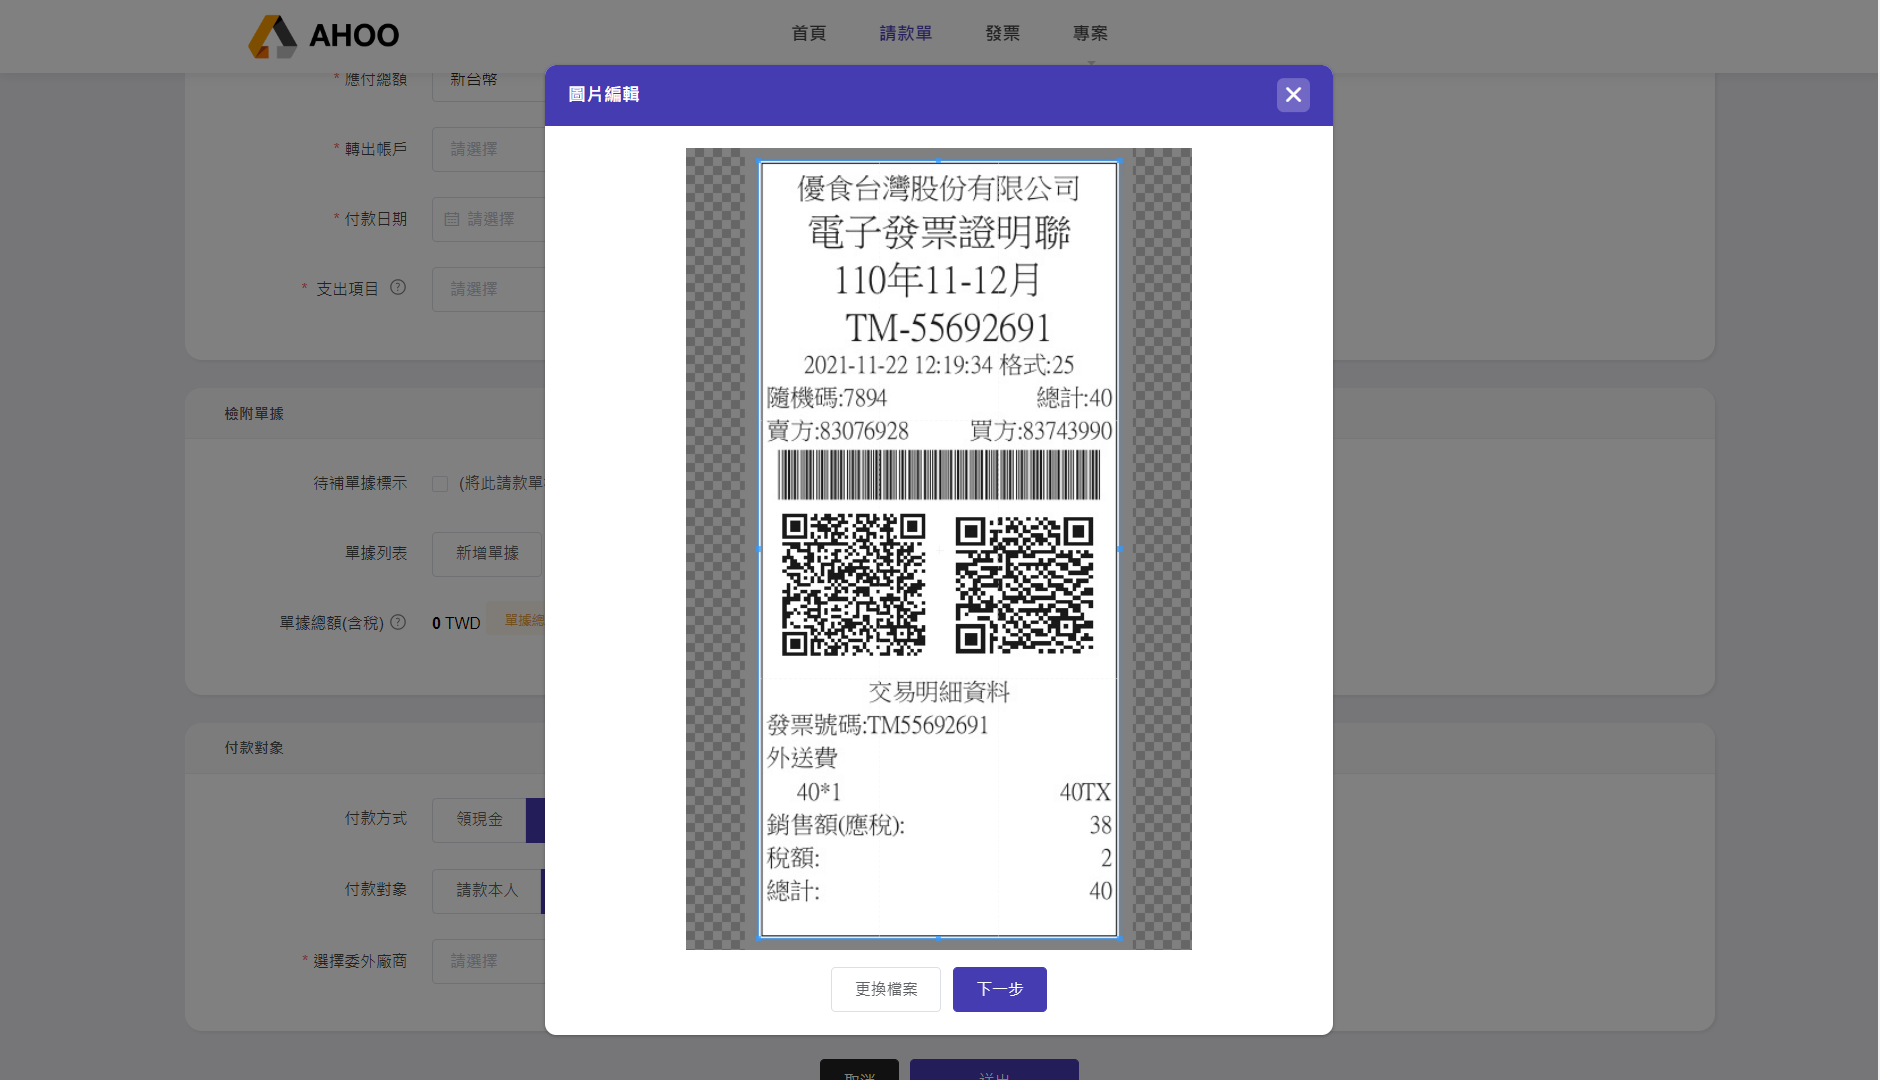 AHOO
首頁
請款單
發票
專案
* 應付總額
新台幣
* 轉出帳戶
請選擇
* 付款日期
請選擇
* 支出項目
請選擇
檢附單據
待補單據標示
(將此請款單
單據列表
新增單據
單據總額(含稅)
0 TWD
單據總
付款對象
付款方式
領現金
付款對象
請款本人
* 選擇委外廠商
請選擇
圖片編輯
優食台灣股份有限公司
電子發票證明聯
110年11-12月
TM-55692691
2021-11-22 12:19:34 格式:25
隨機碼:7894 總計:40
賣方:83076928 買方:83743990
交易明細資料
發票號碼:TM55692691
外送費
40*1 40TX
銷售額(應稅): 38
稅額: 2
總計: 40
更換檔案
下一步
取消
送出